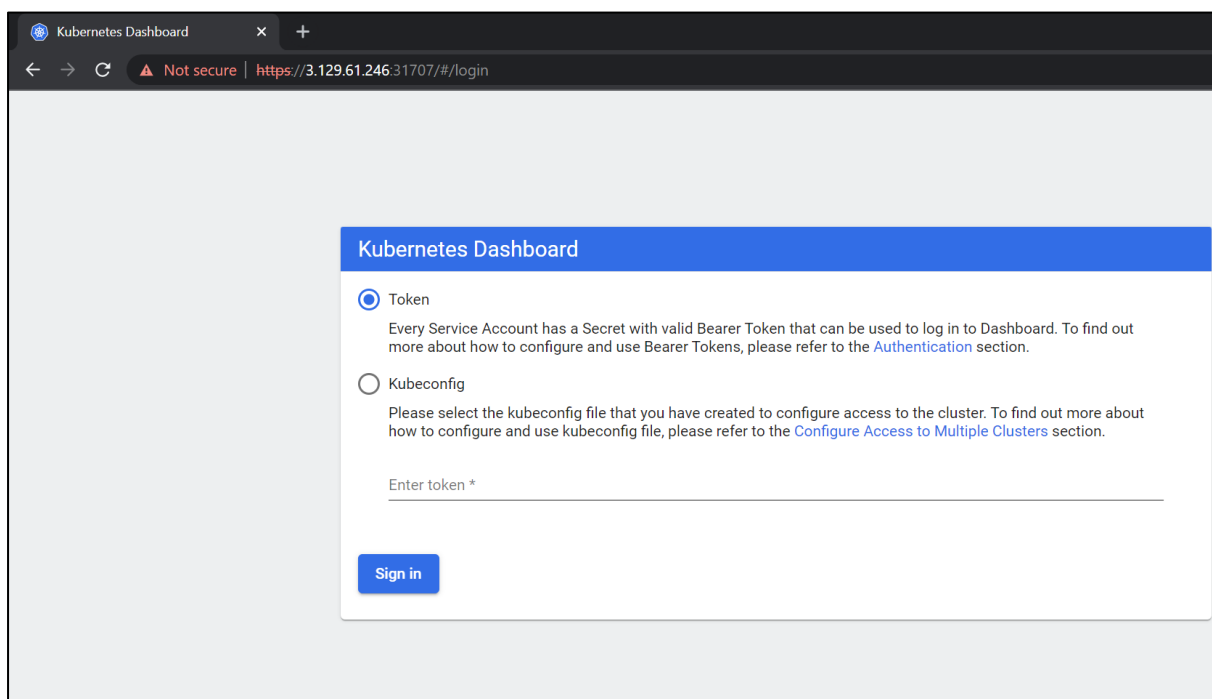 Kubernetes Dashboard
Not secure | https://3.129.61.246:31707/#/login
Kubernetes Dashboard
Token
Every Service Account has a Secret with valid Bearer Token that can be used to log in to Dashboard. To find out
more about how to configure and use Bearer Tokens, please refer to the Authentication section.
Kubeconfig
Please select the kubeconfig file that you have created to configure access to the cluster. To find out more about
how to configure and use kubeconfig file, please refer to the Configure Access to Multiple Clusters section.
Enter token *
Sign in